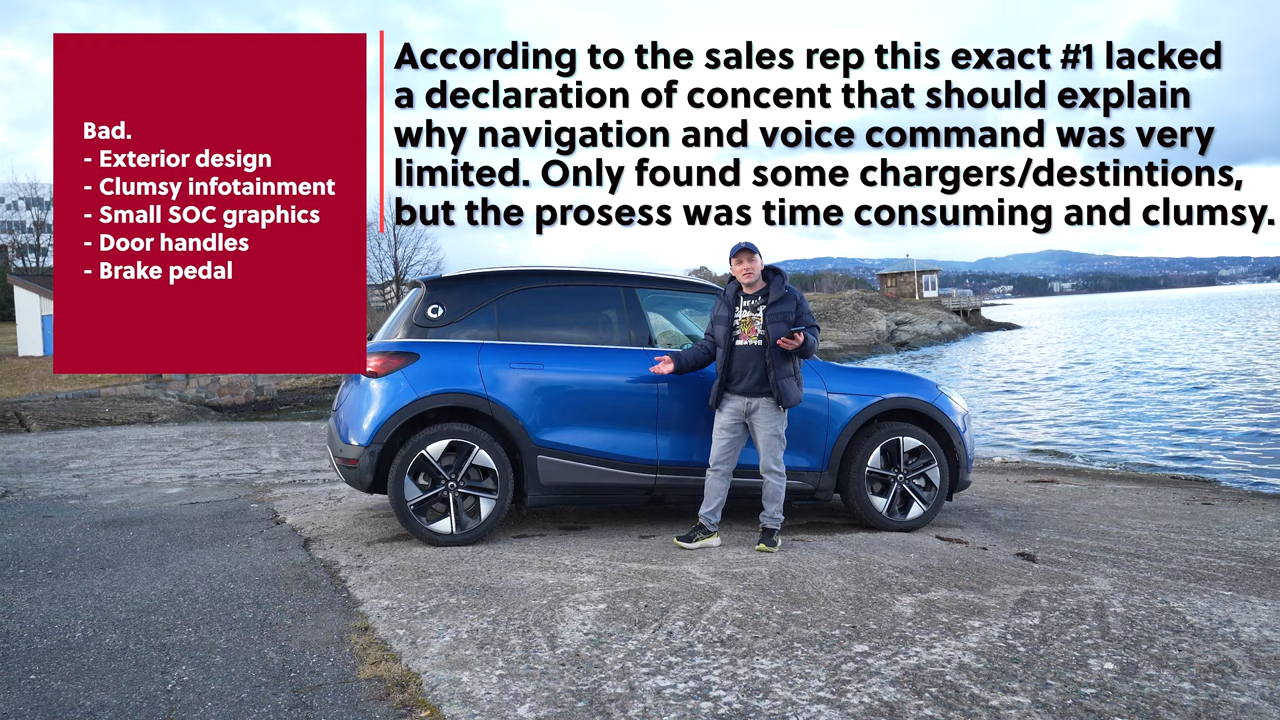 Bad.
- Exterior design
- Clumsy infotainment
- Small SOC graphics
- Door handles
- Brake pedal
According to the sales rep this exact #1 lacked
a declaration of concent that should explain
why navigation and voice command was very
limited. Only found some chargers/destintions,
but the prosess was time consuming and clumsy.